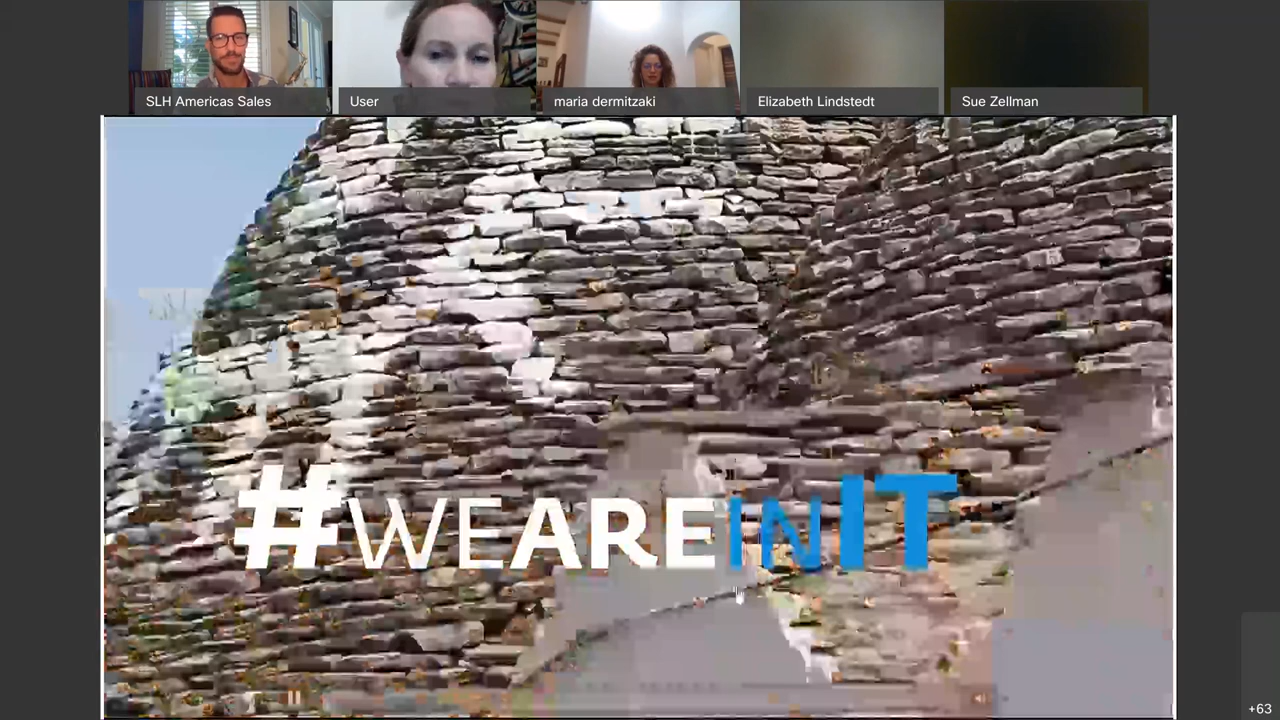 SLH Americas Sales
User
maria dermitzaki
Elizabeth Lindstedt
Sue Zellman
#WEAREINIT
+63